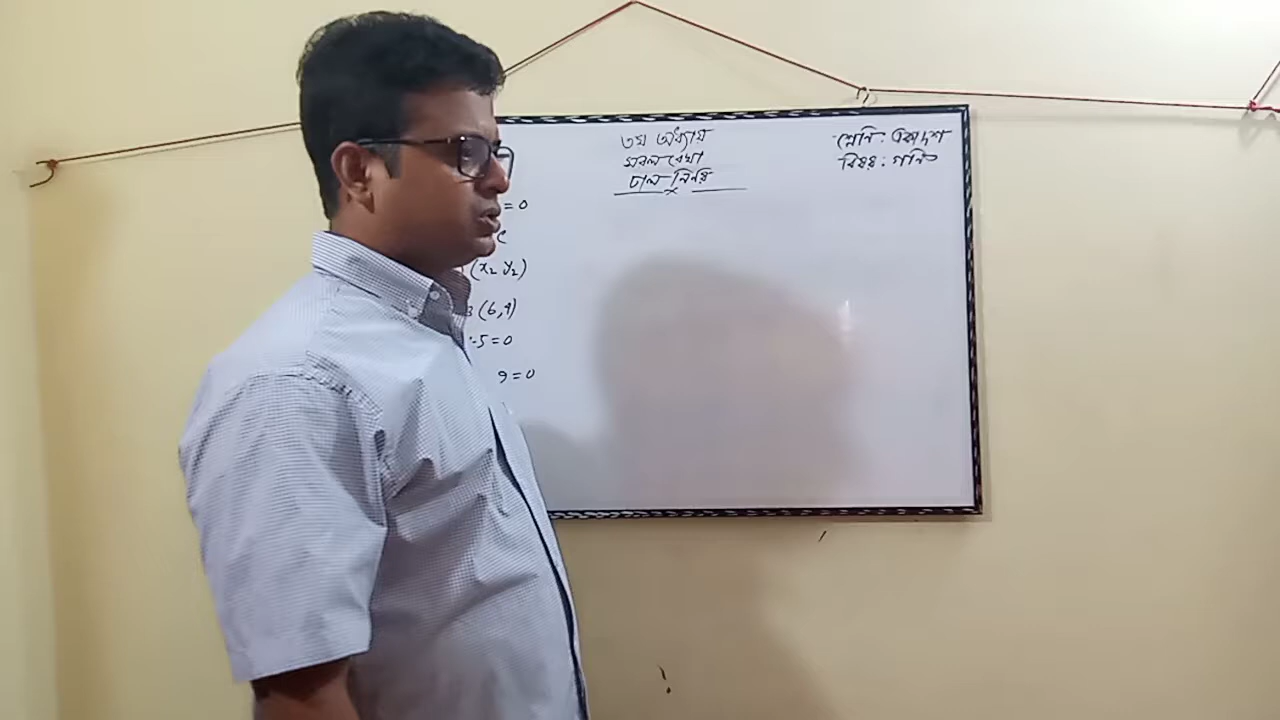 ৩য় অধ্যায়
সরল রেখা
ঢাল নির্ণয়
শ্রেণি : একাদশ
বিষয় : গণিত
= 0
c
(x₂ y₂)
(6,4)
-5 = 0
9 = 0